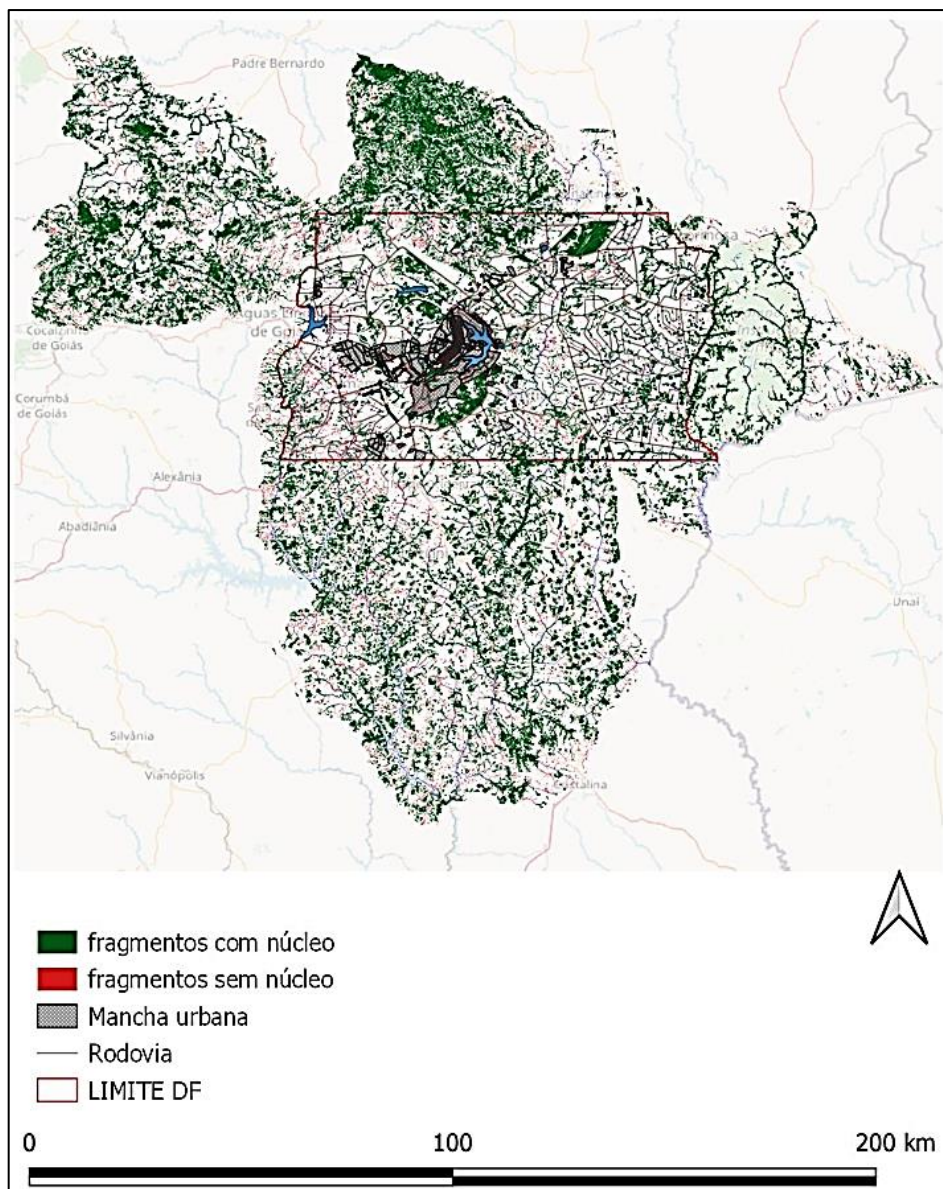 Padre Bernardo
de Goiás
Corumbá
de Goiás
Alexânia
Abadiânia
Unaí
Silvânia
Vianópolis
fragmentos com núcleo
fragmentos sem núcleo
Mancha urbana
Rodovia
LIMITE DF
0 100 200 km